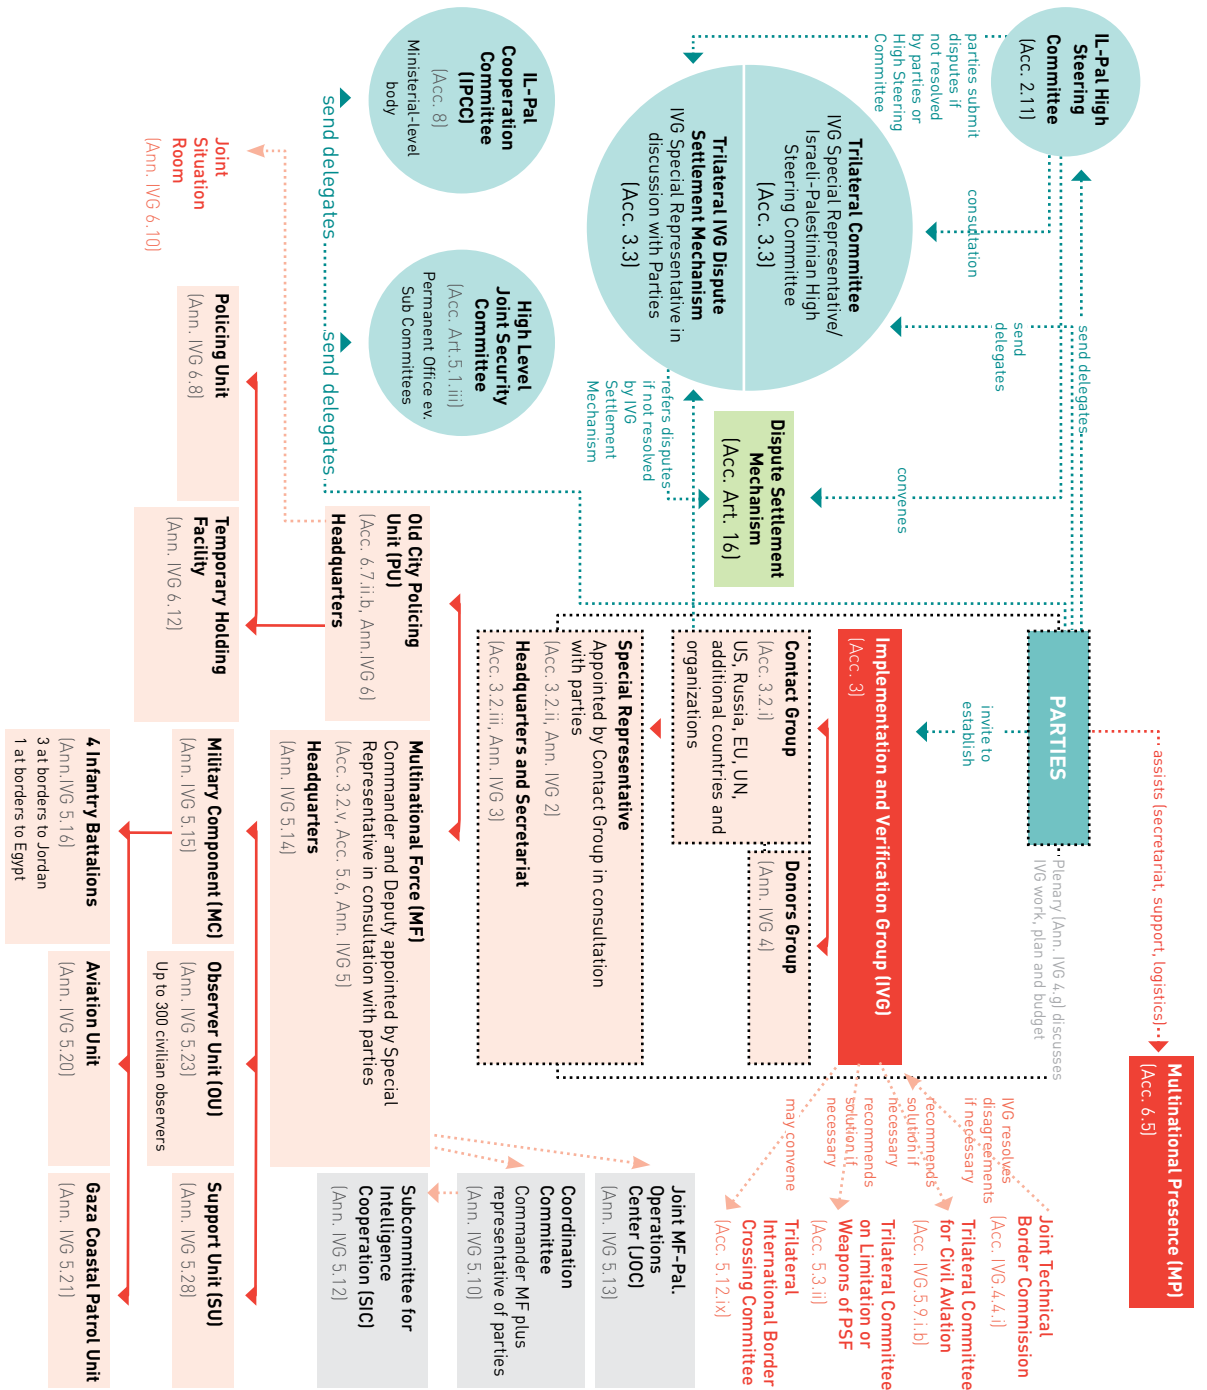 IL-Pal High
Steering
Committee
(Acc. 2.11)
parties submit
disputes if
not resolved
by parties or
High Steering
Committee
consultation
send delegates
send
delegates
convenes
Trilateral Committee
IVG Special Representative/
Israeli-Palestinian High
Steering Committee
(Acc. 3.3)
Trilateral IVG Dispute
Settlement Mechanism
IVG Special Representative in
discussion with Parties
(Acc. 3.3)
refers disputes
if not resolved
by IVG
Settlement
Mechanism
Dispute Settlement
Mechanism
(Acc. Art. 16)
IL-Pal
Cooperation
Committee
(IPCC)
(Acc. 8)
Ministerial-level
body
send delegates
High Level
Joint Security
Committee
(Acc. Art.5.1.iii)
Permanent Office ev.
Sub Committees
send delegates
Joint
Situation
Room
(Ann. IVG 6.10)
PARTIES
invite to
establish
assists (secretariat, support, logistics)
Multinational Presence (MP)
(Acc. 6.5)
Plenary (Ann. IVG 4.g) discusses
IVG work, plan and budget
Implementation and Verification Group (IVG)
(Acc. 3)
Contact Group
(Acc. 3.2.i)
US, Russia, EU, UN,
additional countries and
organizations
Donors Group
(Ann. IVG 4)
Special Representative
Appointed by Contact Group in consultation
with parties
(Acc. 3.2.ii, Ann. IVG 2)
Headquarters and Secretariat
(Acc. 3.2.iii, Ann. IVG 3)
IVG resolves
disagreements
if necessary
recommends
solution if
necessary
recommends
solution if
necessary
may convene
Joint Technical
Border Commission
(Acc. IVG.4.4.i)
Trilateral Committee
for Civil Avlation
(Acc. IVG.5.9.i.b)
Trilateral Committee
on Limitation or
Weapons of PSF
(Acc. 5.3.ii)
Trilateral
International Border
Crossing Committee
(Acc. 5.12.ix)
Old City Policing
Unit (PU)
(Acc. 6.7.ii.b, Ann.IVG 6)
Headquarters
Policing Unit
(Ann. IVG 6.8)
Temporary Holding
Facility
(Ann. IVG 6.12)
Multinational Force (MF)
Commander and Deputy appointed by Special
Representative in consultation with parties
(Acc. 3.2.v, Acc. 5.6, Ann. IVG 5)
Headquarters
(Ann. IVG 5.14)
Joint MF-Pal.
Operations
Center (JOC)
(Ann. IVG 5.13)
Coordination
Committee
Commander MF plus
representative of parties
(Ann. IVG 5.10)
Subcommittee for
Intelligence
Cooperation (SIC)
(Ann. IVG 5.12)
Military Component (MC)
(Ann. IVG 5.15)
Observer Unit (OU)
(Ann. IVG 5.23)
Up to 300 civilian observers
Support Unit (SU)
(Ann. IVG 5.28)
4 Infantry Battalions
(Ann.IVG 5.16)
3 at borders to Jordan
1 at borders to Egypt
Aviation Unit
(Ann. IVG 5.20)
Gaza Coastal Patrol Unit
(Ann. IVG 5.21)